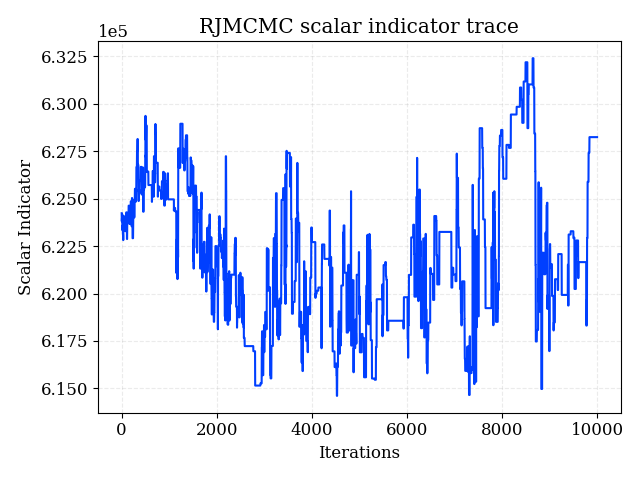 RJMCMC scalar indicator trace
1e5
6.325
6.300
6.275
6.250
6.225
6.200
6.175
6.150
Scalar Indicator
0 2000 4000 6000 8000 10000
Iterations